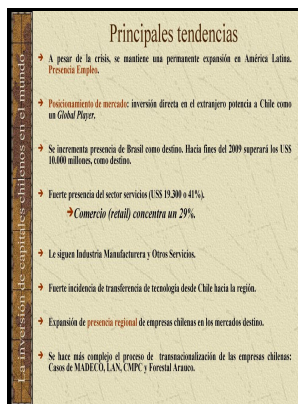 Principales tendencias
A pesar de la crisis, se mantiene una permanente expansión en América Latina.
Presencia Empleo.
Posicionamiento de mercado: inversión directa en el extranjero potencia a Chile como
un Global Player.
Se incrementa presencia de Brasil como destino. Hacia fines del 2009 superará los US$
10.000 millones, como destino.
Fuerte presencia del sector servicios (US$ 19.300 o 41%).
Comercio (retail) concentra un 29%.
Le siguen Industria Manufacturera y Otros Servicios.
Fuerte incidencia de transferencia de tecnología desde Chile hacia la región.
Expansión de presencia regional de empresas chilenas en los mercados destino.
Se hace más complejo el proceso de transnacionalización de las empresas chilenas:
Casos de MADECO, LAN, CMPC y Forestal Arauco.
La inversión de capitales chilenos en el mundo